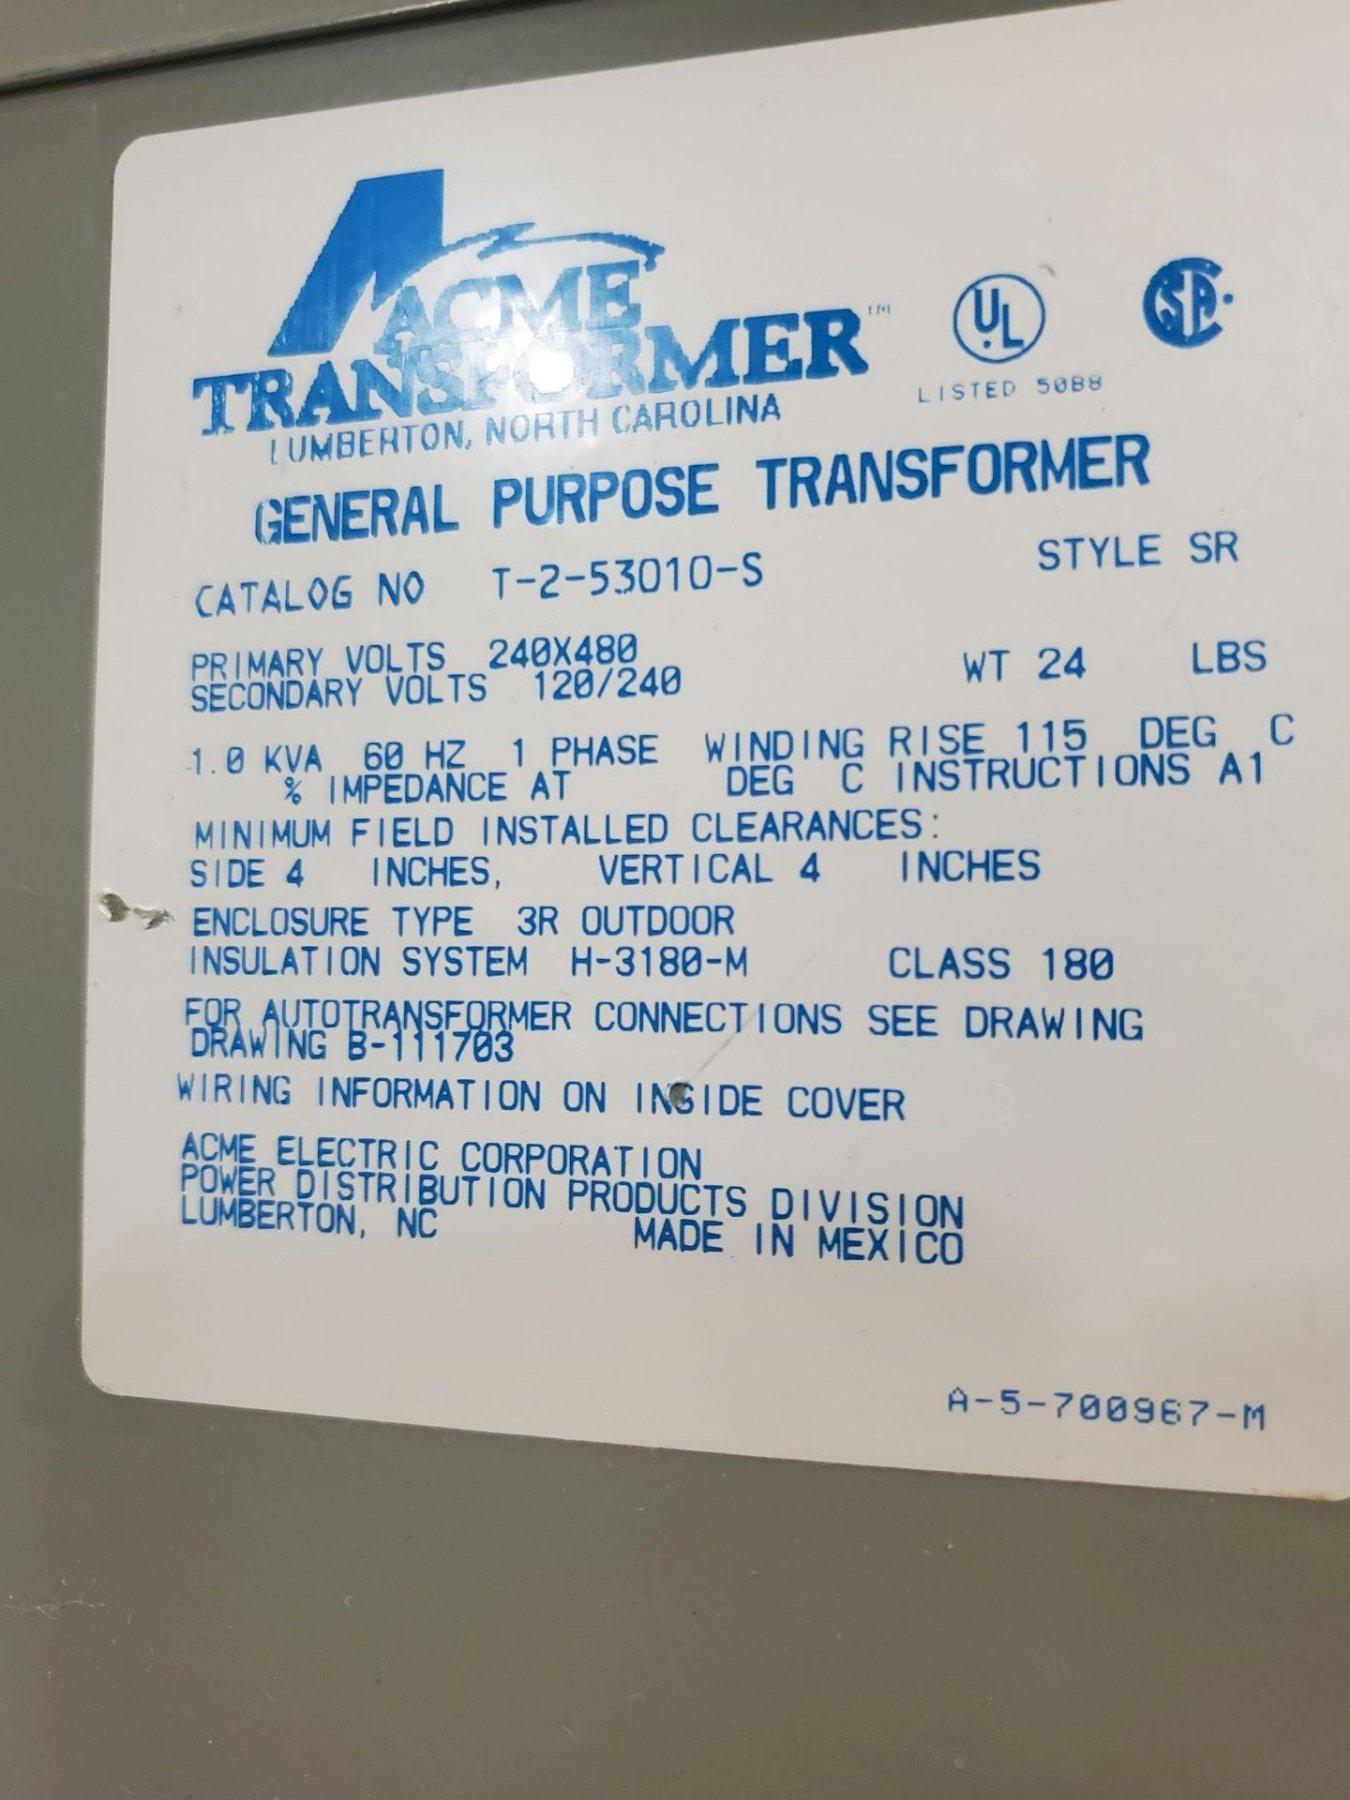 ACME
TRANSFORMER™
LUMBERTON, NORTH CAROLINA
UL
LISTED 50B8
SA
GENERAL PURPOSE TRANSFORMER
CATALOG NO T-2-53010-S STYLE SR
PRIMARY VOLTS 240X480
SECONDARY VOLTS 120/240 WT 24 LBS
1.0 KVA 60 HZ 1 PHASE WINDING RISE 115 DEG C
% IMPEDANCE AT DEG C INSTRUCTIONS A1
MINIMUM FIELD INSTALLED CLEARANCES:
SIDE 4 INCHES, VERTICAL 4 INCHES
ENCLOSURE TYPE 3R OUTDOOR
INSULATION SYSTEM H-3180-M CLASS 180
FOR AUTOTRANSFORMER CONNECTIONS SEE DRAWING
DRAWING B-111703
WIRING INFORMATION ON INSIDE COVER
ACME ELECTRIC CORPORATION
POWER DISTRIBUTION PRODUCTS DIVISION
LUMBERTON, NC MADE IN MEXICO
A-5-700967-M